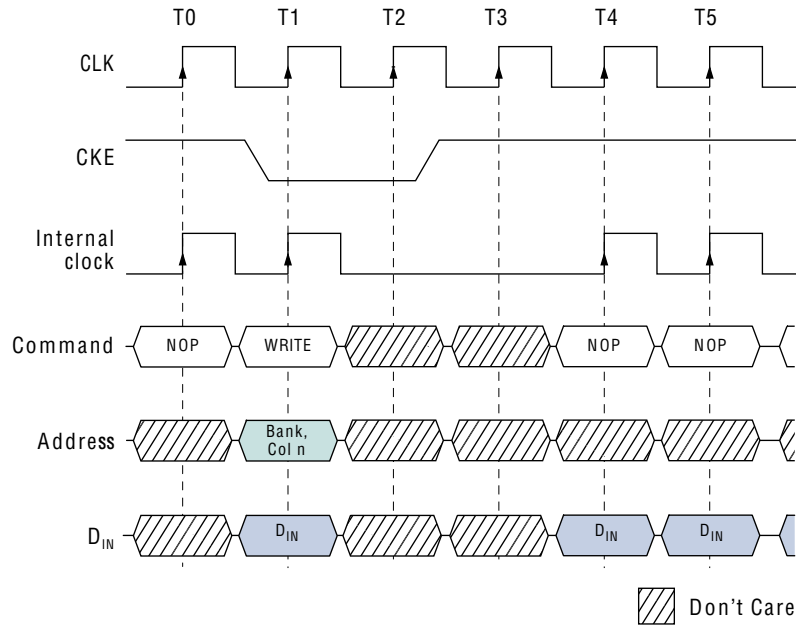 T0 T1 T2 T3 T4 T5
CLK
CKE
Internal
clock
Command NOP WRITE NOP NOP
Address Bank,
Col n
DIN DIN DIN DIN
Don't Care